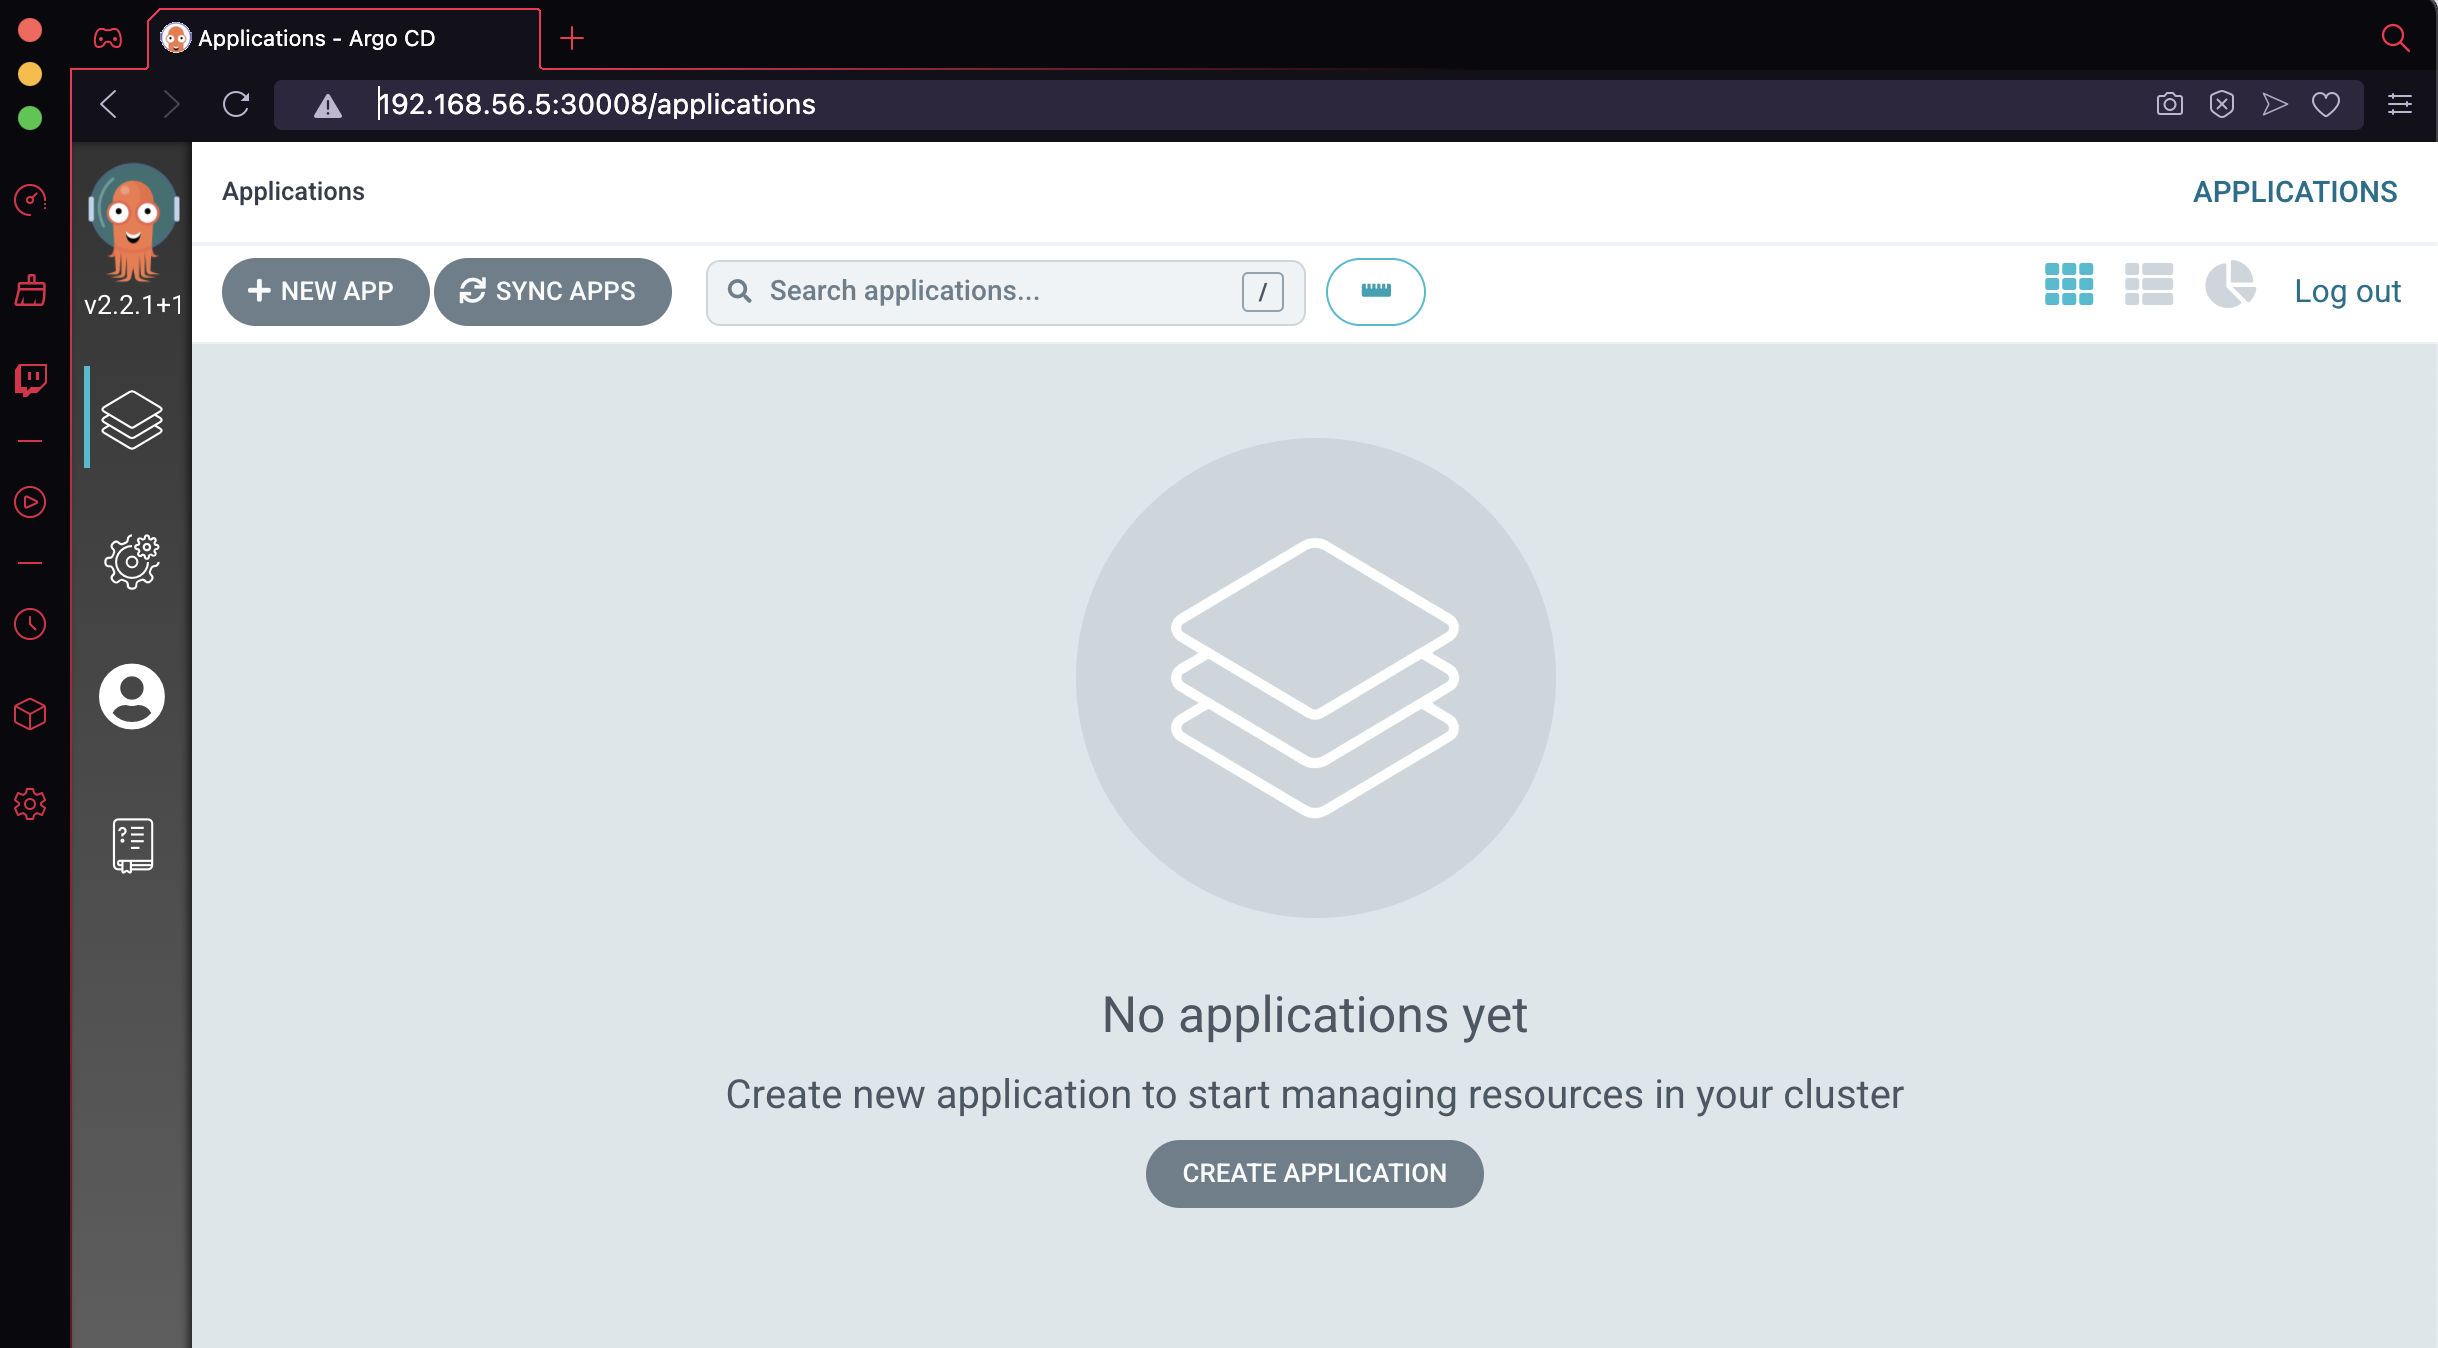 Applications - Argo CD
192.168.56.5:30008/applications
v2.2.1+1
Applications
APPLICATIONS
NEW APP
SYNC APPS
Search applications...
/
Log out
No applications yet
Create new application to start managing resources in your cluster
CREATE APPLICATION